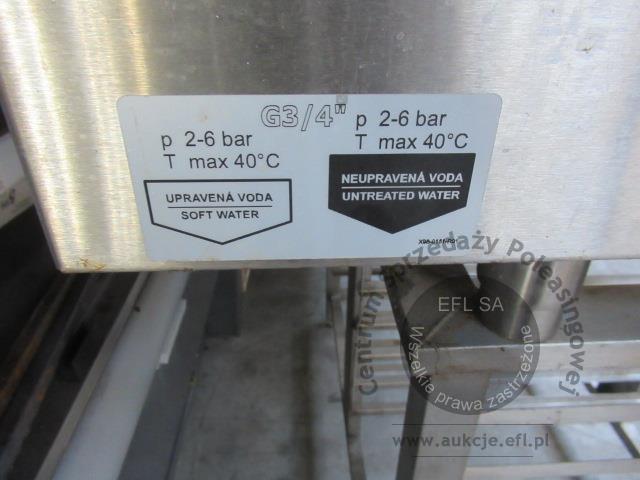 G3/4"
p 2-6 bar
T max 40°C
UPRAVENÁ VODA
SOFT WATER
p 2-6 bar
T max 40°C
NEUPRAVENÁ VODA
UNTREATED WATER
Centrum Sprzedaży Poleasingowej
EFL SA
Wszelkie prawa zastrzeżone
www.aukcje.efl.pl